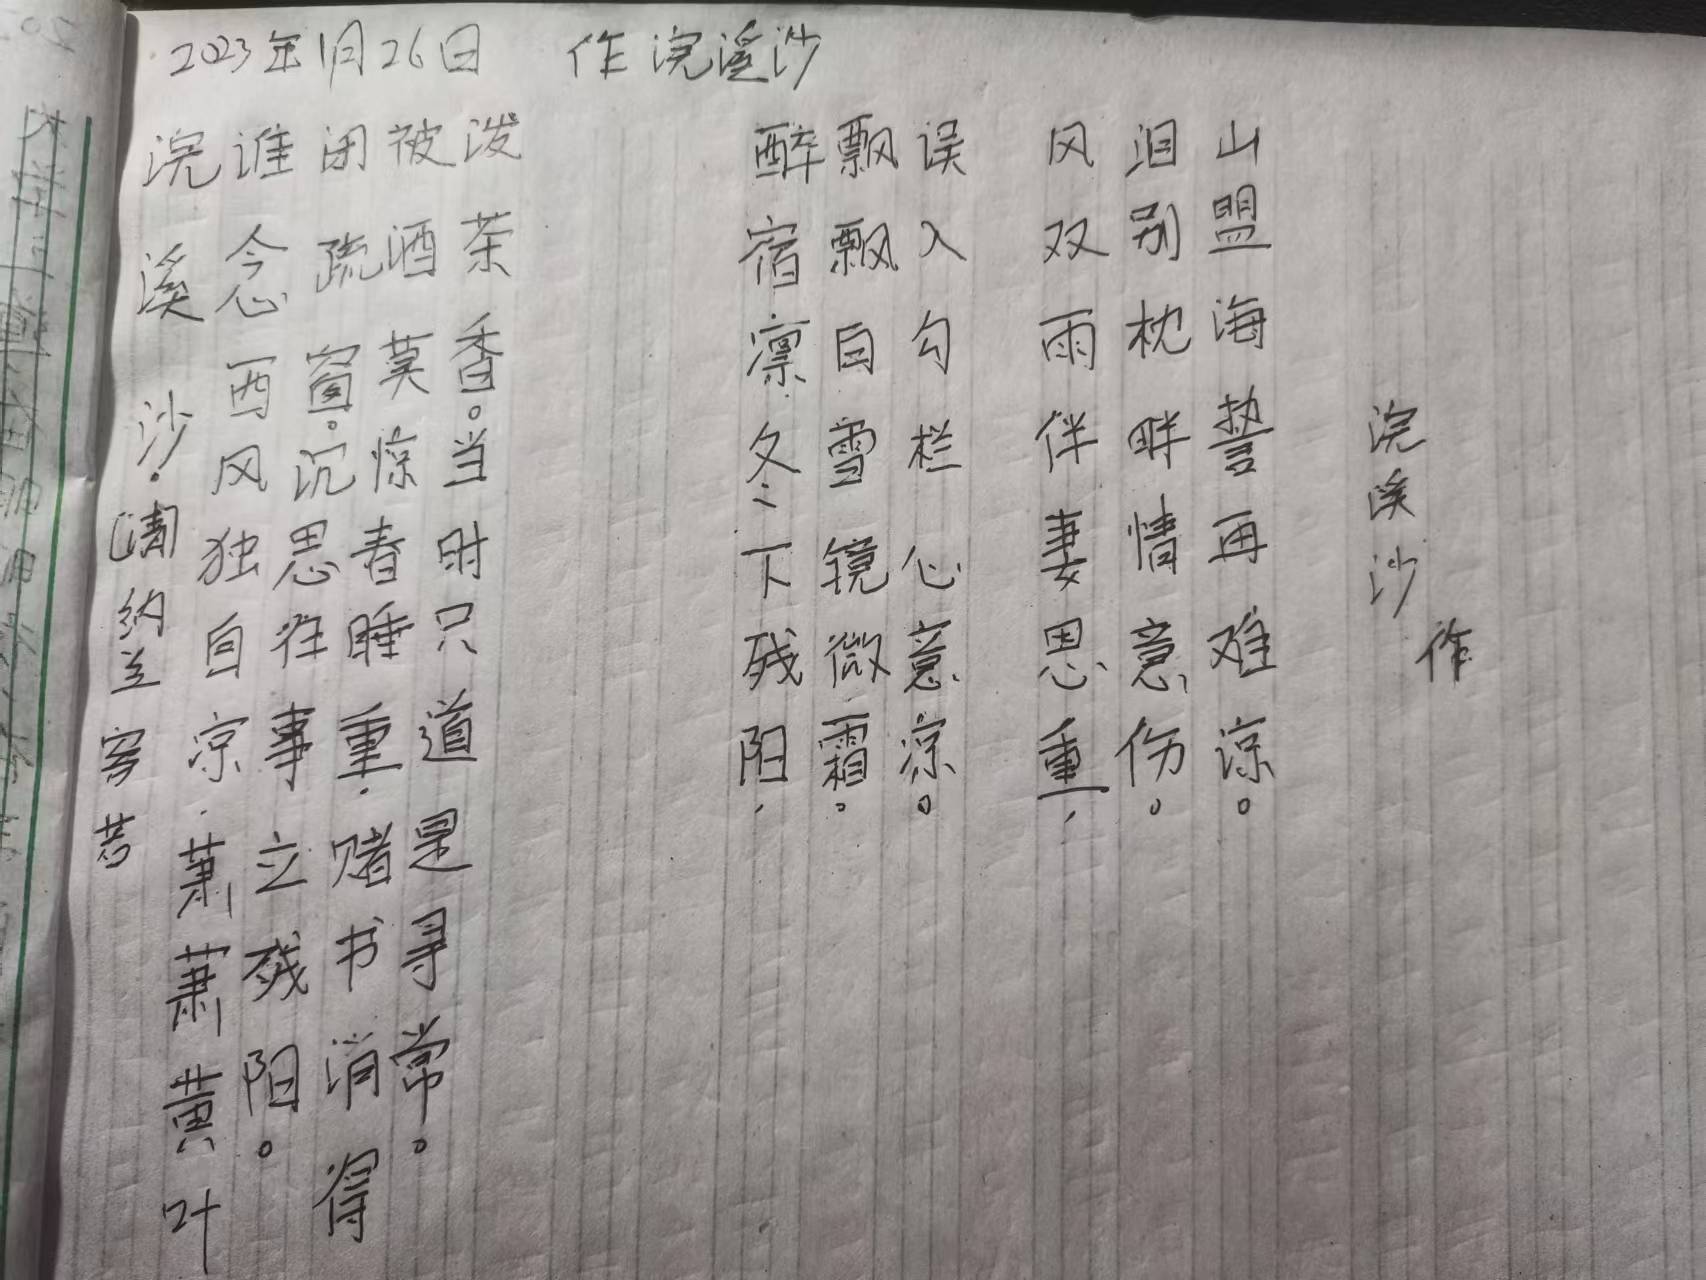 2023年1月26日 作浣溪沙
浣溪沙.[清纳兰容若
谁念西风独自凉.萧萧黄叶
闭疏窗。沉思往事立残阳。
被酒莫惊春睡重.赌书消得
泼茶香。当时只道是寻常。
醉宿凛冬下残阳，
飘飘白雪镜微霜。
误入勾栏心意凉。
风双雨伴妻思重，
泪别枕畔情意伤。
山盟海誓再难凉。
浣溪沙
作